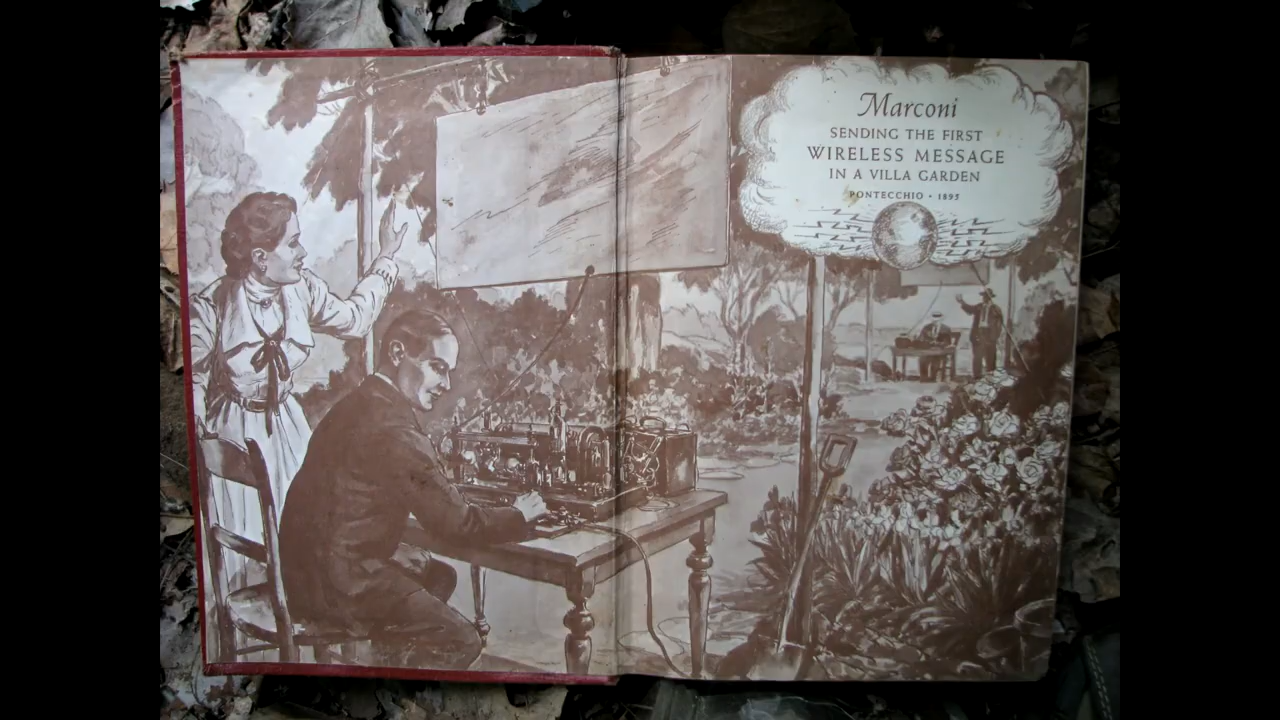 Marconi
SENDING THE FIRST
WIRELESS MESSAGE
IN A VILLA GARDEN
PONTECCHIO • 1895